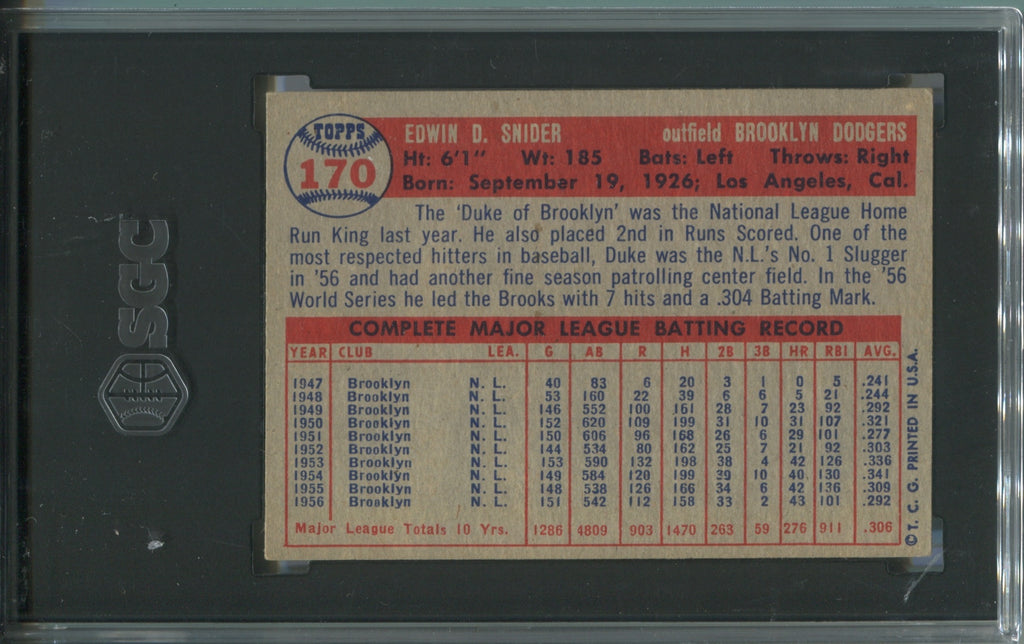 TOPPS
170
EDWIN D. SNIDER outfield BROOKLYN DODGERS
Ht: 6'1" Wt: 185 Bats: Left Throws: Right
Born: September 19, 1926; Los Angeles, Cal.
The 'Duke of Brooklyn' was the National League Home
Run King last year. He also placed 2nd in Runs Scored. One of the
most respected hitters in baseball, Duke was the N.L.'s No. 1 Slugger
in '56 and had another fine season patrolling center field. In the '56
World Series he led the Brooks with 7 hits and a .304 Batting Mark.
COMPLETE MAJOR LEAGUE BATTING RECORD
YEAR CLUB LEA. G AB R H 2B 3B HR RBI AVG.
1947 Brooklyn N. L. 40 83 6 20 3 1 0 5 .241
1948 Brooklyn N. L. 53 160 22 39 6 6 5 21 .244
1949 Brooklyn N. L. 146 552 100 161 28 7 23 92 .292
1950 Brooklyn N. L. 152 620 109 199 31 10 31 107 .321
1951 Brooklyn N. L. 150 606 96 168 26 6 29 101 .277
1952 Brooklyn N. L. 144 534 80 162 25 7 21 92 .303
1953 Brooklyn N. L. 153 590 132 198 38 4 42 126 .336
1954 Brooklyn N. L. 149 584 120 199 39 10 40 130 .341
1955 Brooklyn N. L. 148 538 126 166 34 6 42 136 .309
1956 Brooklyn N. L. 151 542 112 158 33 2 43 101 .292
Major League Totals 10 Yrs. 1286 4809 903 1470 263 59 276 911 .306
© T. C. G. PRINTED IN U.S.A.
SGC